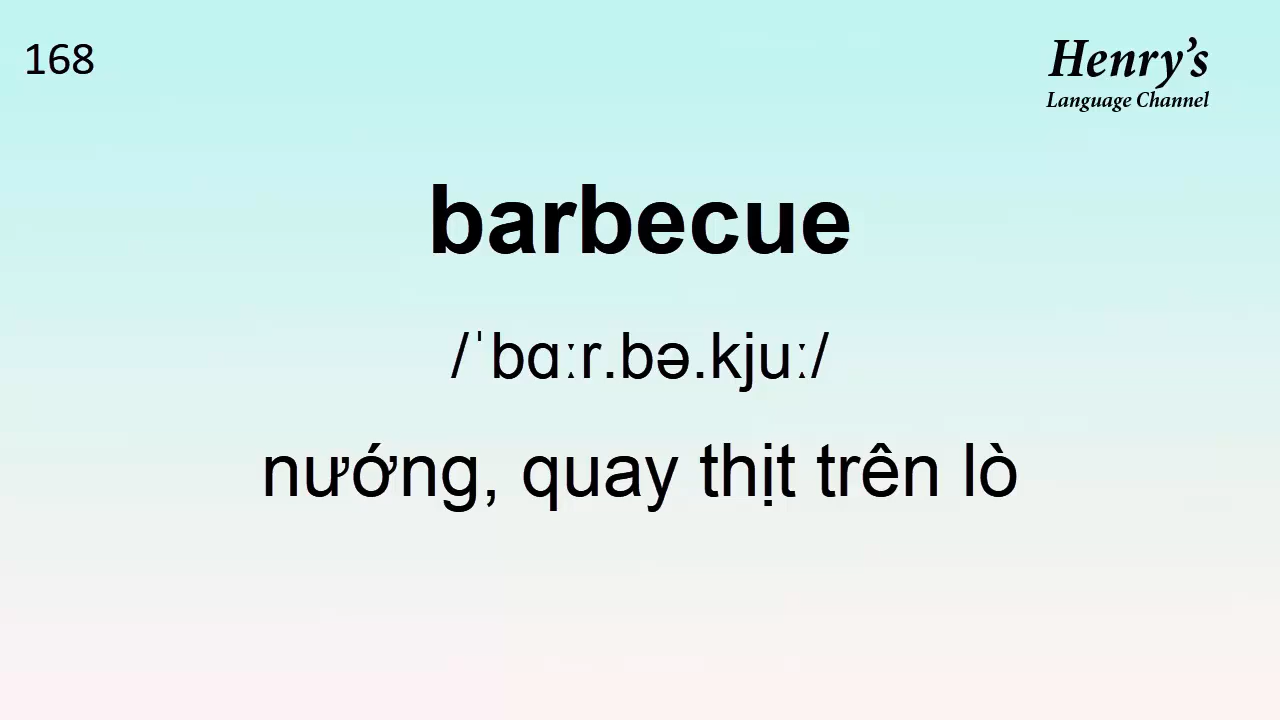 168
Henry's
Language Channel
barbecue
/ˈbɑːr.bə.kjuː/
nướng, quay thịt trên lò